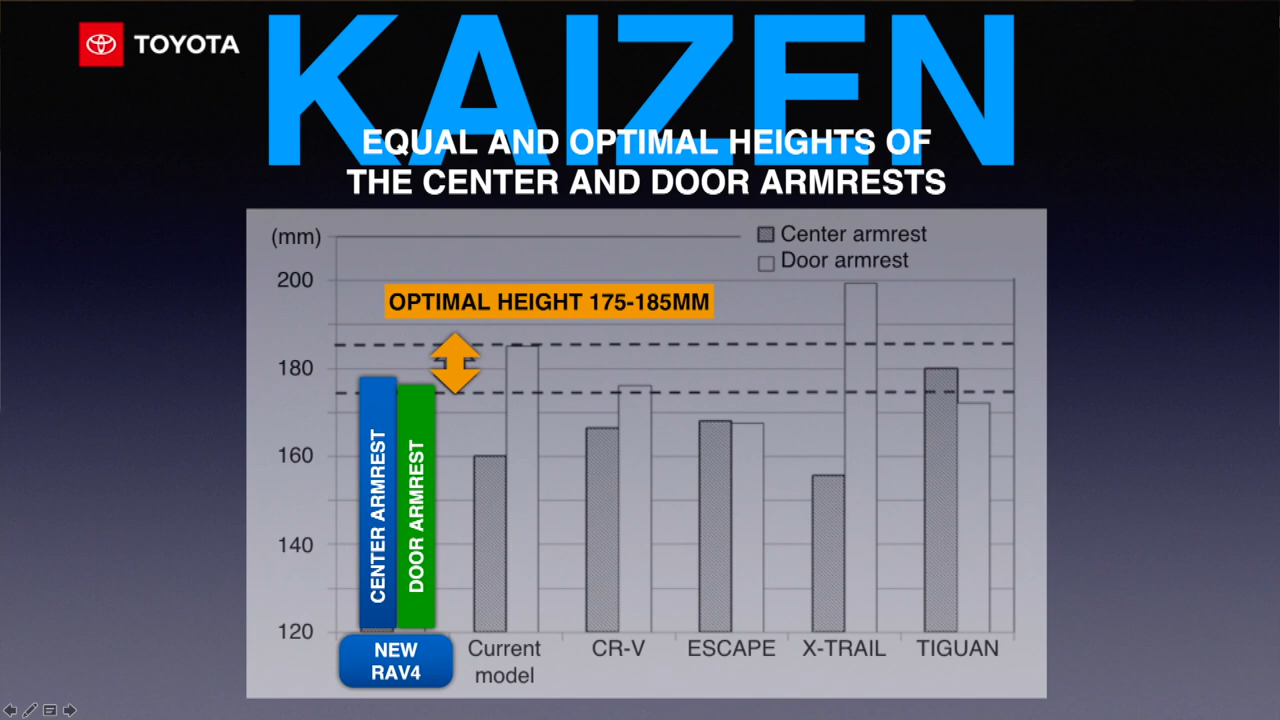 TOYOTA
KAIZEN
EQUAL AND OPTIMAL HEIGHTS OF
THE CENTER AND DOOR ARMRESTS
(mm)
Center armrest
Door armrest
200
OPTIMAL HEIGHT 175-185MM
180
160
140
120
CENTER ARMREST
DOOR ARMREST
NEW
RAV4
Current
model
CR-V
ESCAPE
X-TRAIL
TIGUAN